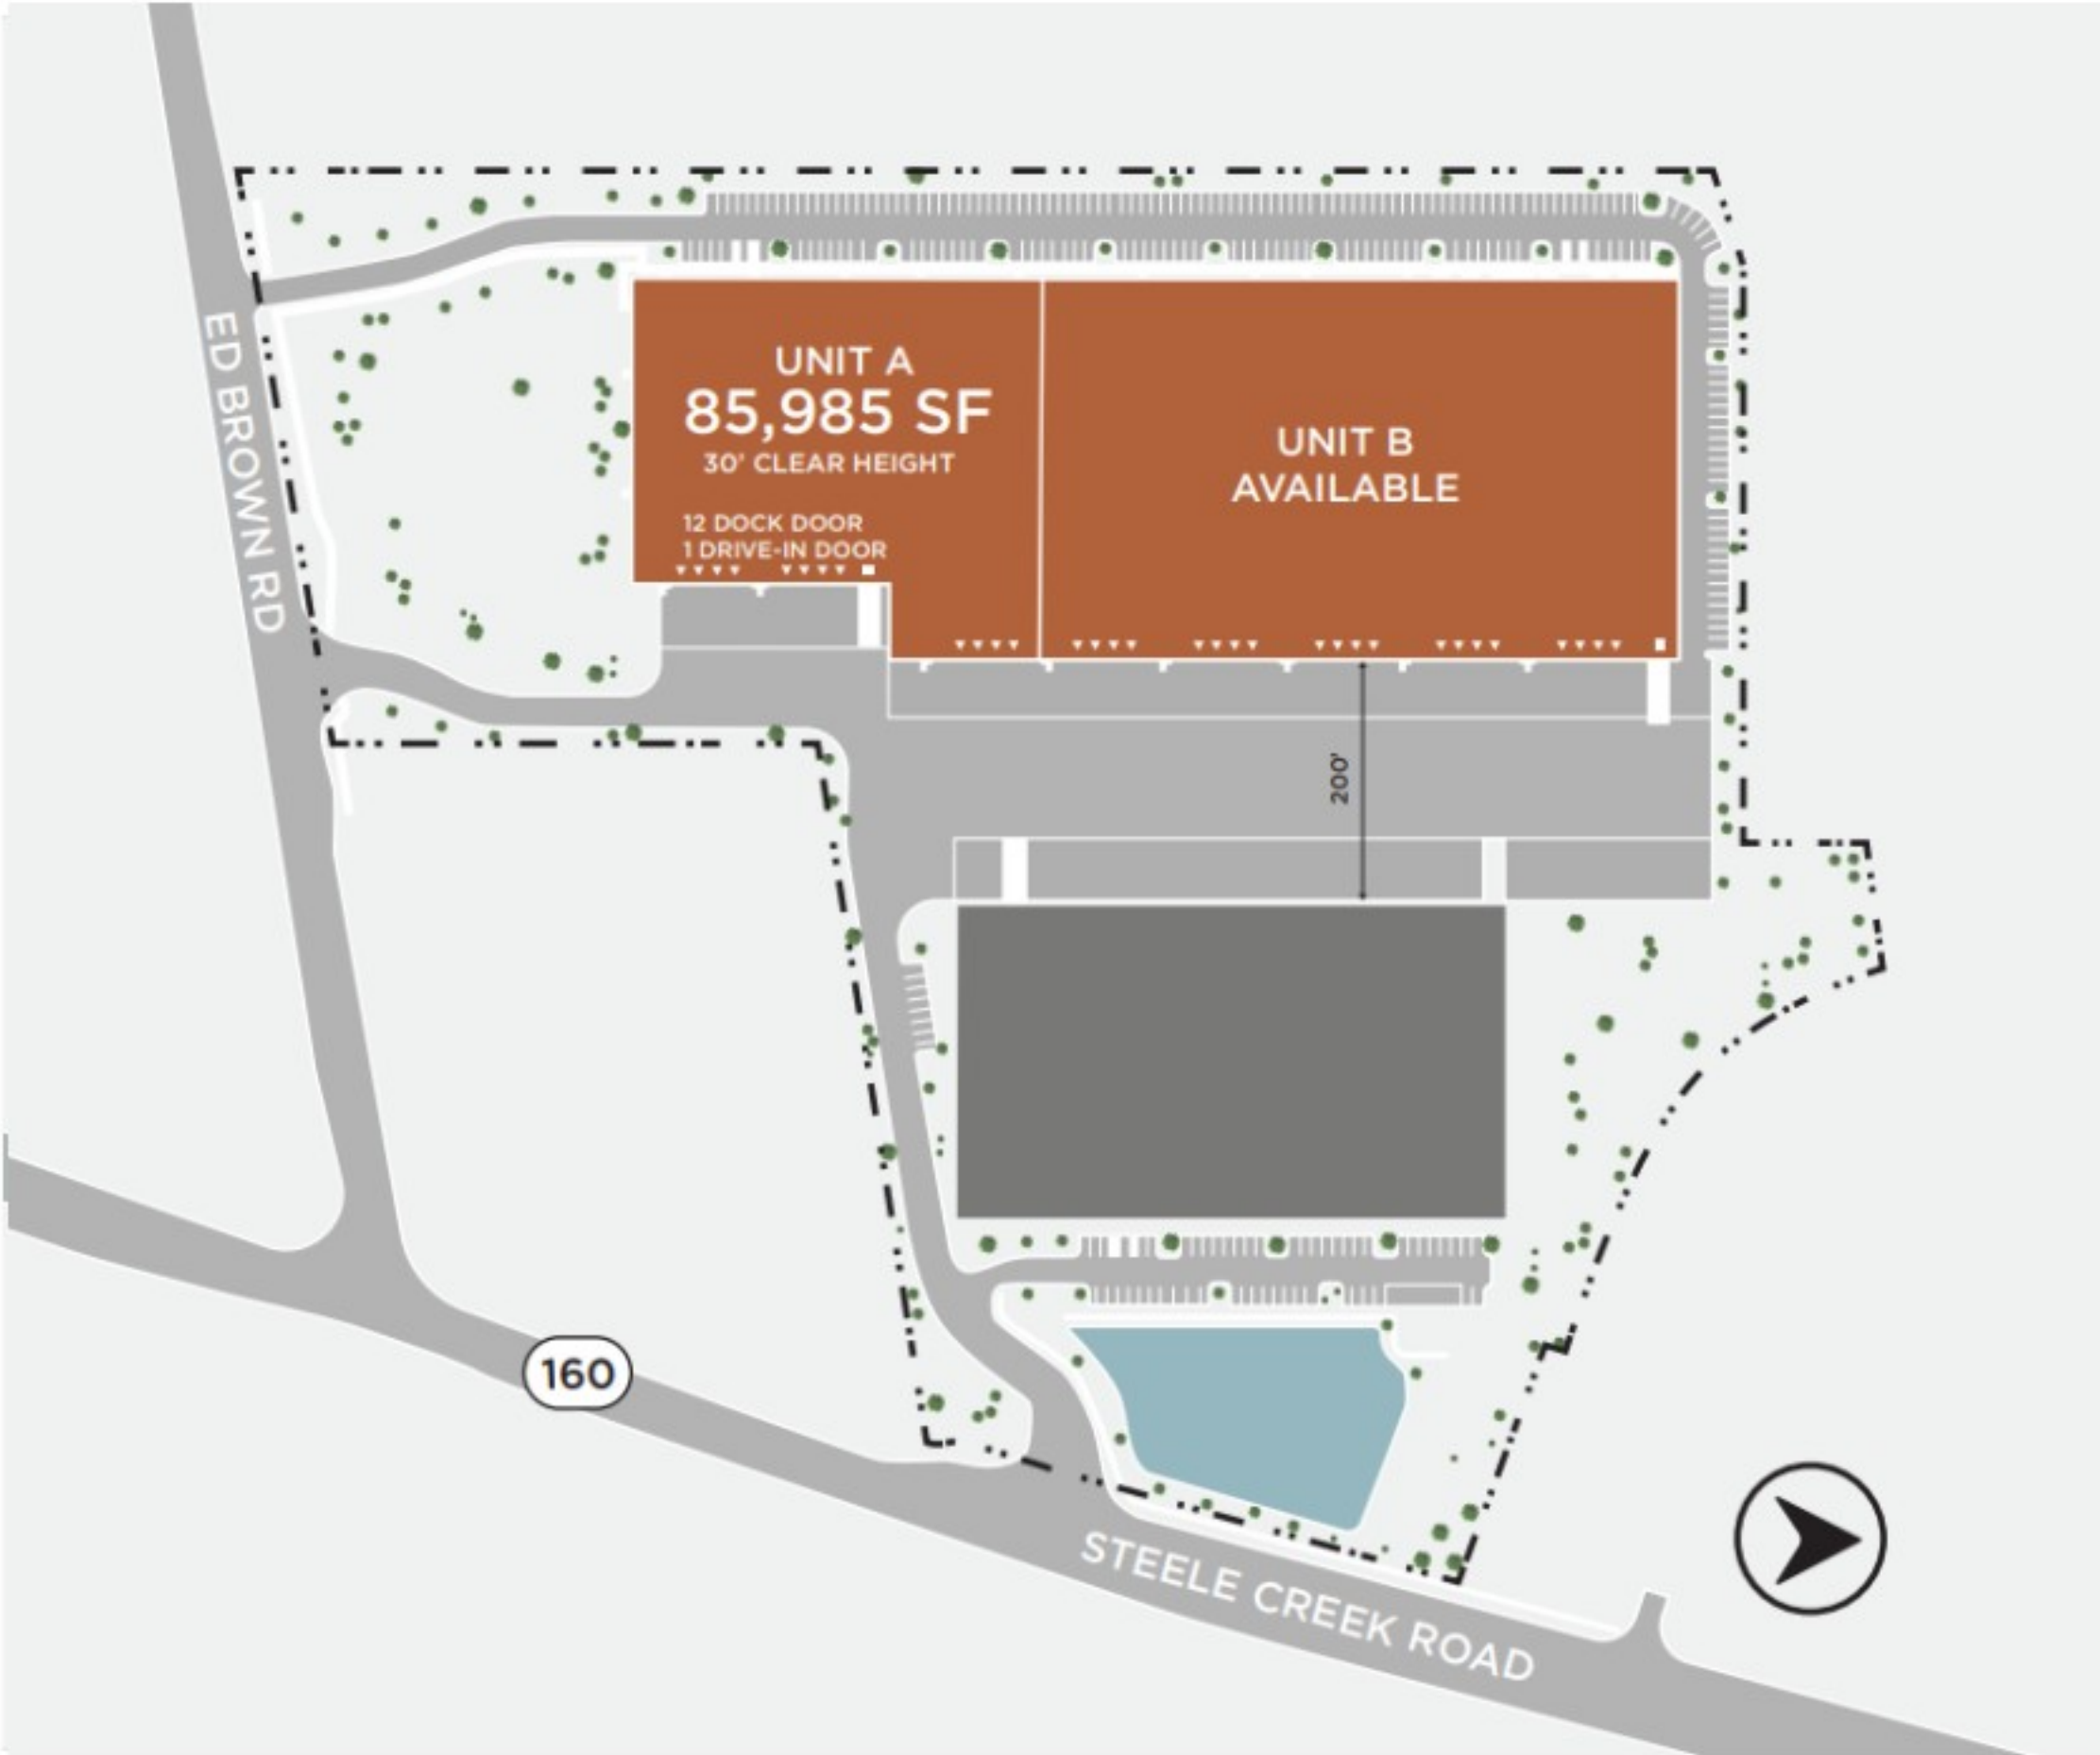 ED BROWN RD
UNIT A
85,985 SF
30' CLEAR HEIGHT
12 DOCK DOOR
1 DRIVE-IN DOOR
UNIT B
AVAILABLE
200'
160
STEELE CREEK ROAD